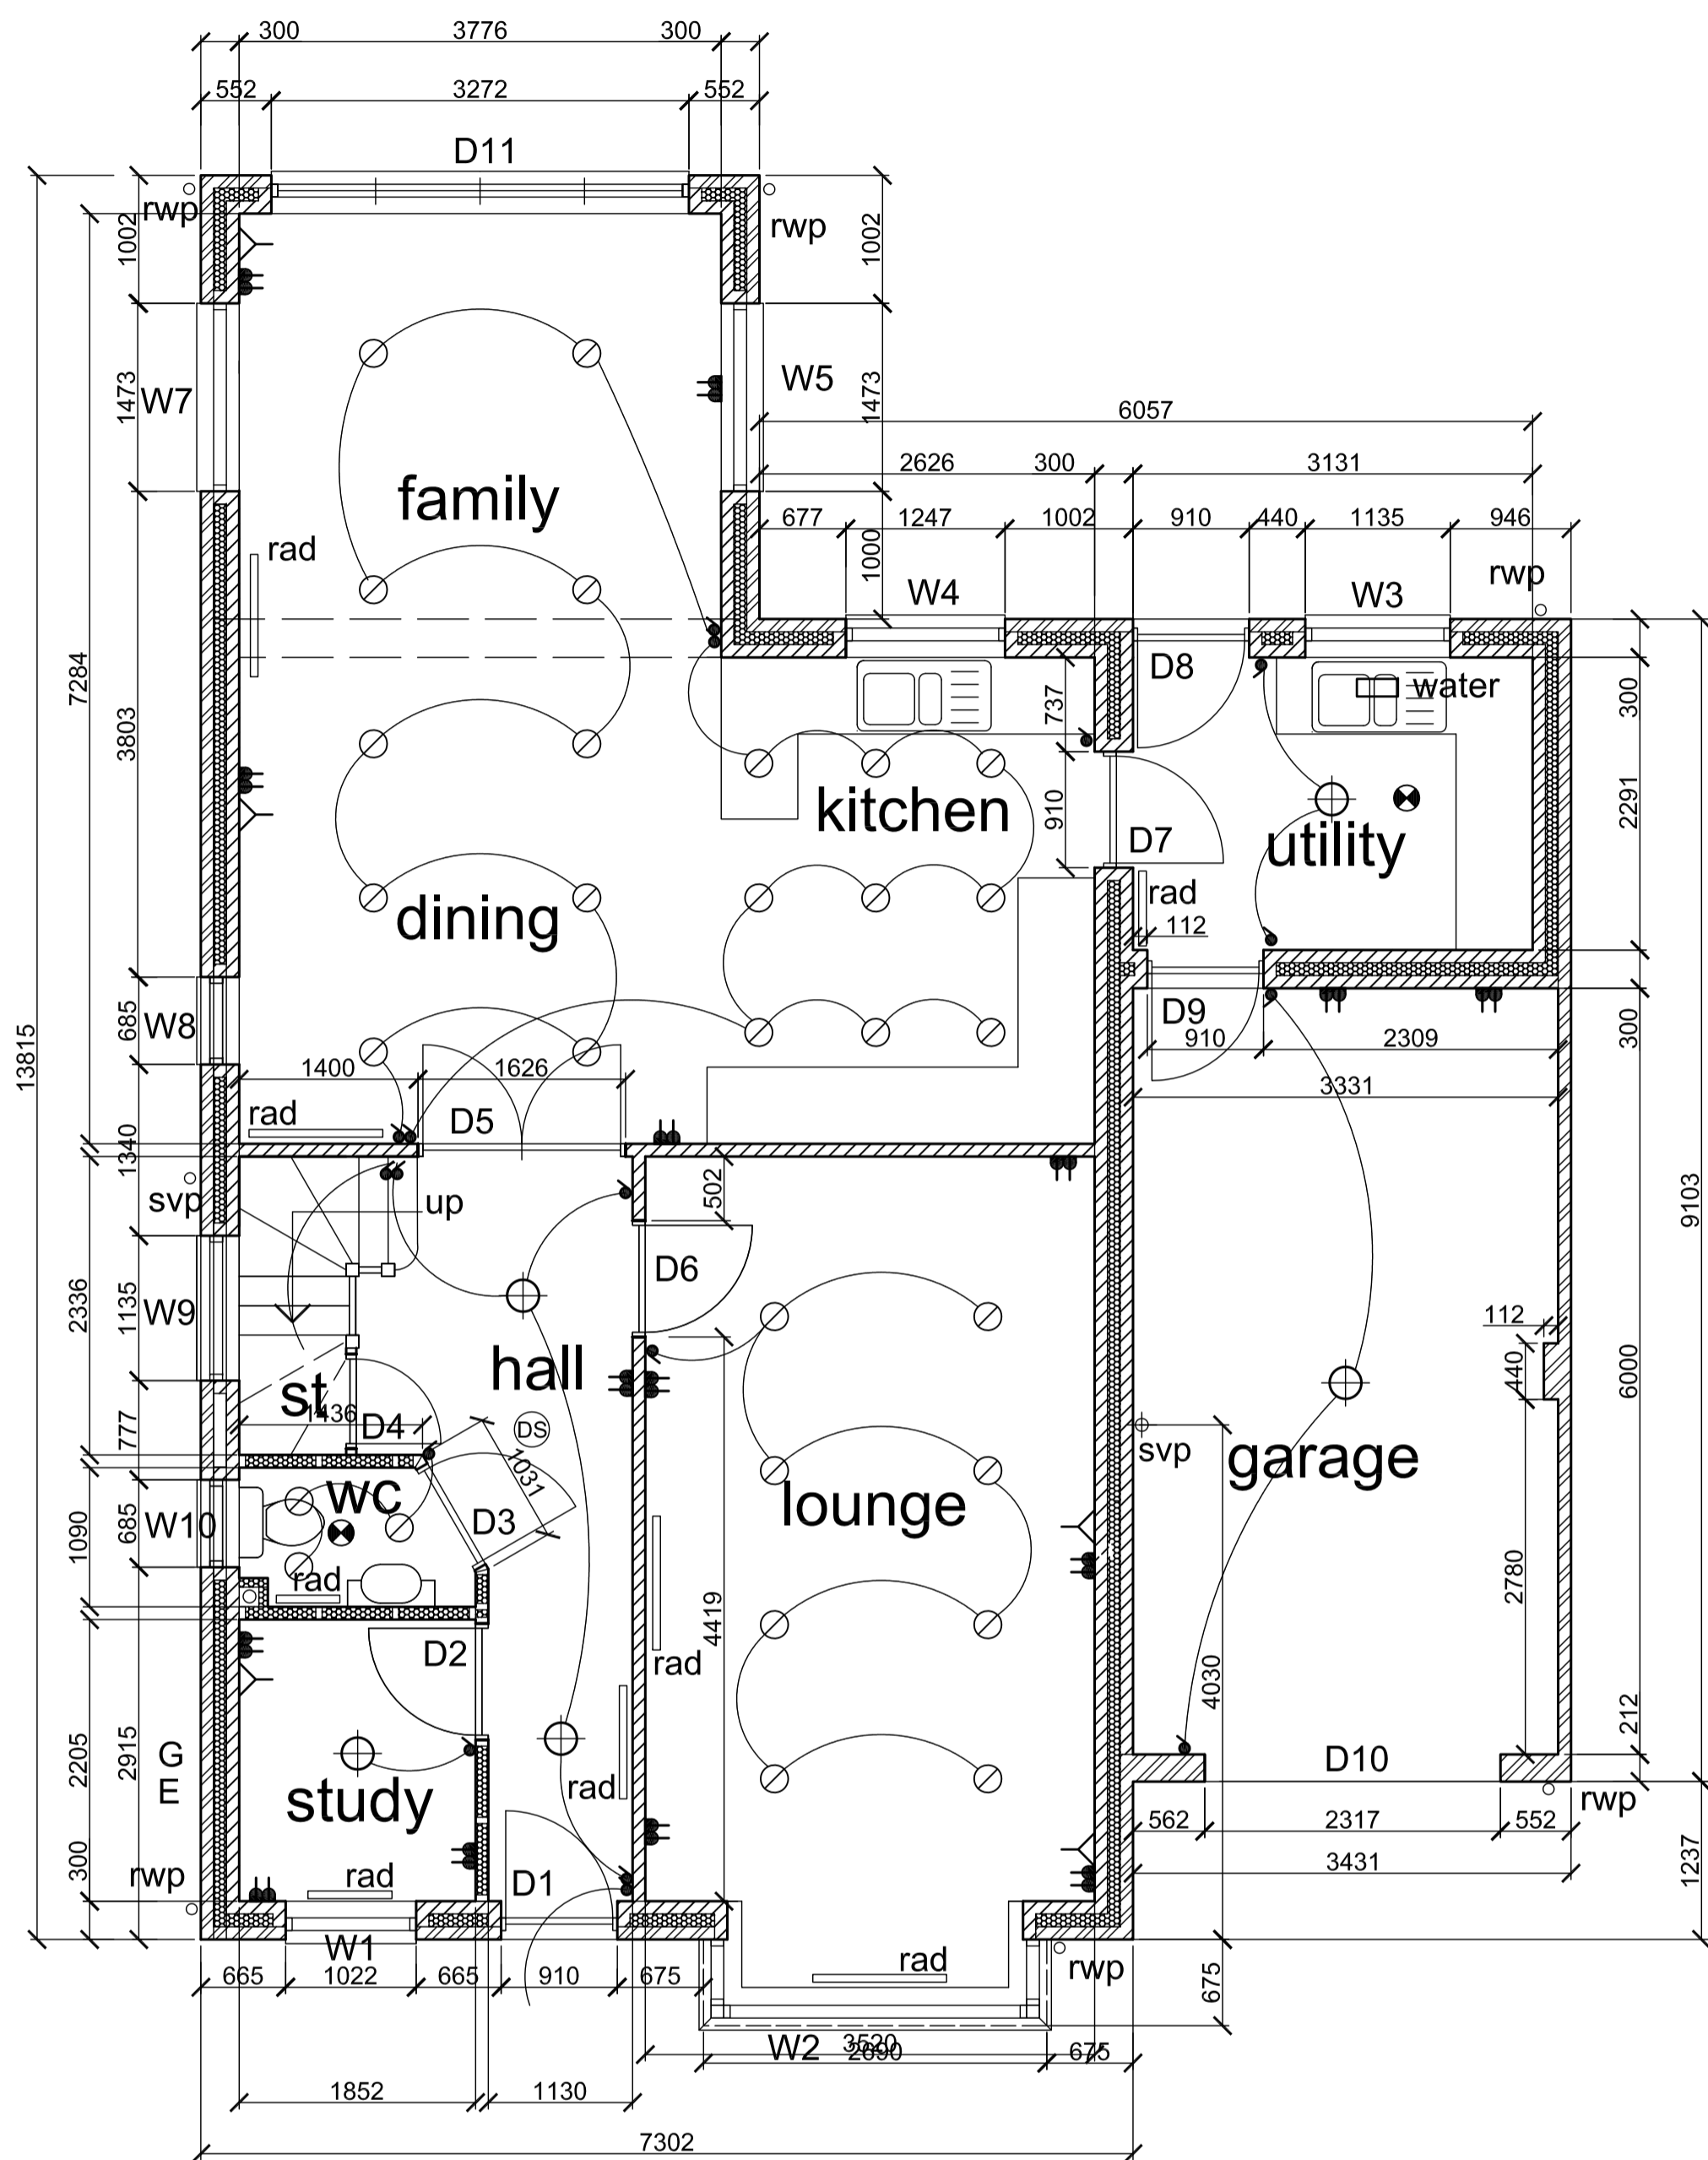 300 3776 300
552 3272 552
D11
rwp rwp
1002 1002
W7 1473 W5 1473
6057
2626 300 3131
677 1247 1002 910 440 1135 946
family
rad
1000
W4 W3 rwp
7284
3803
D8 water
737 300
kitchen
910 D7 utility 2291
dining
rad
112
13815
685 W8
D9
910 2309
300
1400 1626
3331
rad D5
1340
svp up
502
9103
D6
2336 1135 W9
112
440
6000
hall
st
1436 D4 DS
777
1031
svp garage
wc
D3
lounge
1090 685 W10
rad
2780
4419
D2
rad
4030
212
G
E
2205 2915
D10
study rad
rwp
562 2317 552
3431
1237
300 rwp rad D1
W1
665 1022 665 910 675
rad rwp
675
W2 3520
2690 675
1852 1130
7302